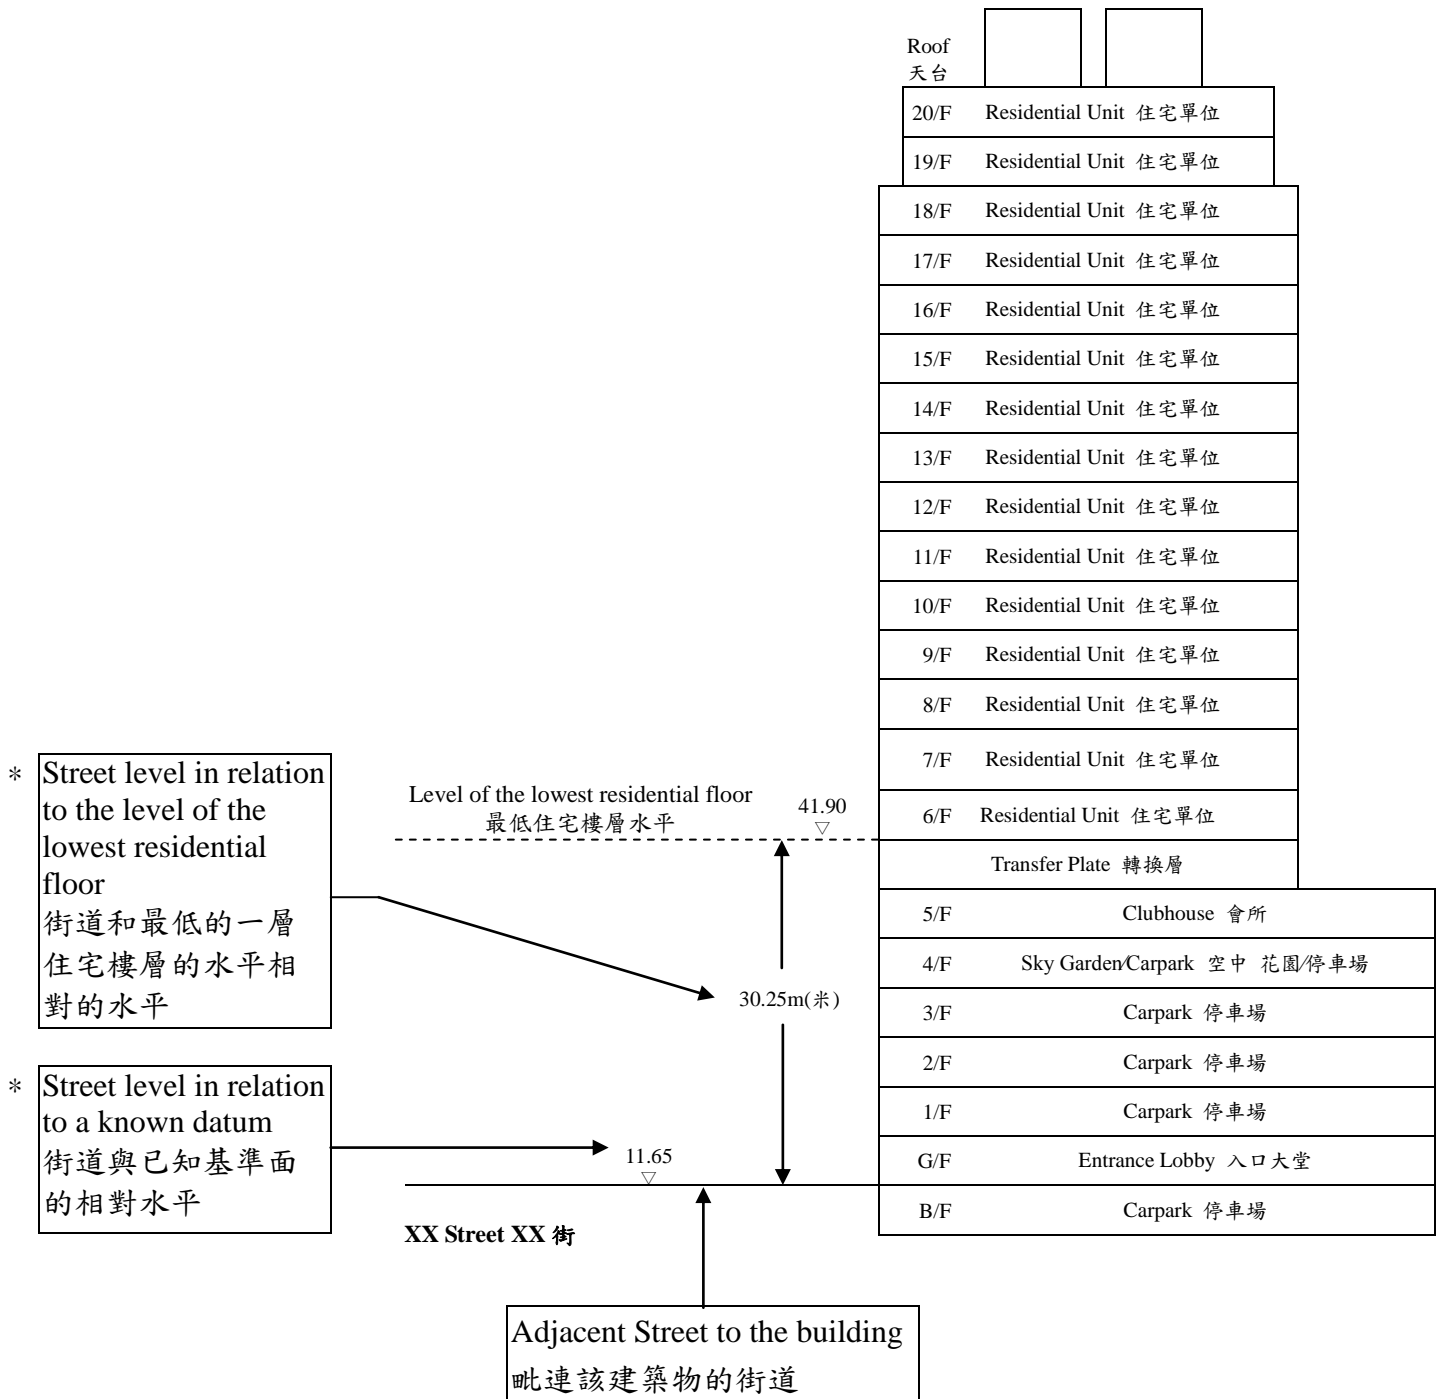 Roof
天台
20/F Residential Unit 住宅單位
19/F Residential Unit 住宅單位
18/F Residential Unit 住宅單位
17/F Residential Unit 住宅單位
16/F Residential Unit 住宅單位
15/F Residential Unit 住宅單位
14/F Residential Unit 住宅單位
13/F Residential Unit 住宅單位
12/F Residential Unit 住宅單位
11/F Residential Unit 住宅單位
10/F Residential Unit 住宅單位
9/F Residential Unit 住宅單位
8/F Residential Unit 住宅單位
7/F Residential Unit 住宅單位
6/F Residential Unit 住宅單位
Transfer Plate 轉換層
5/F Clubhouse 會所
4/F Sky Garden/Carpark 空中 花園/停車場
3/F Carpark 停車場
2/F Carpark 停車場
1/F Carpark 停車場
G/F Entrance Lobby 入口大堂
B/F Carpark 停車場
Level of the lowest residential floor
最低住宅樓層水平
41.90
30.25m(米)
11.65
XX Street XX 街
* Street level in relation
to the level of the
lowest residential
floor
街道和最低的一層
住宅樓層的水平相
對的水平
* Street level in relation
to a known datum
街道與已知基準面
的相對水平
Adjacent Street to the building
毗連該建築物的街道